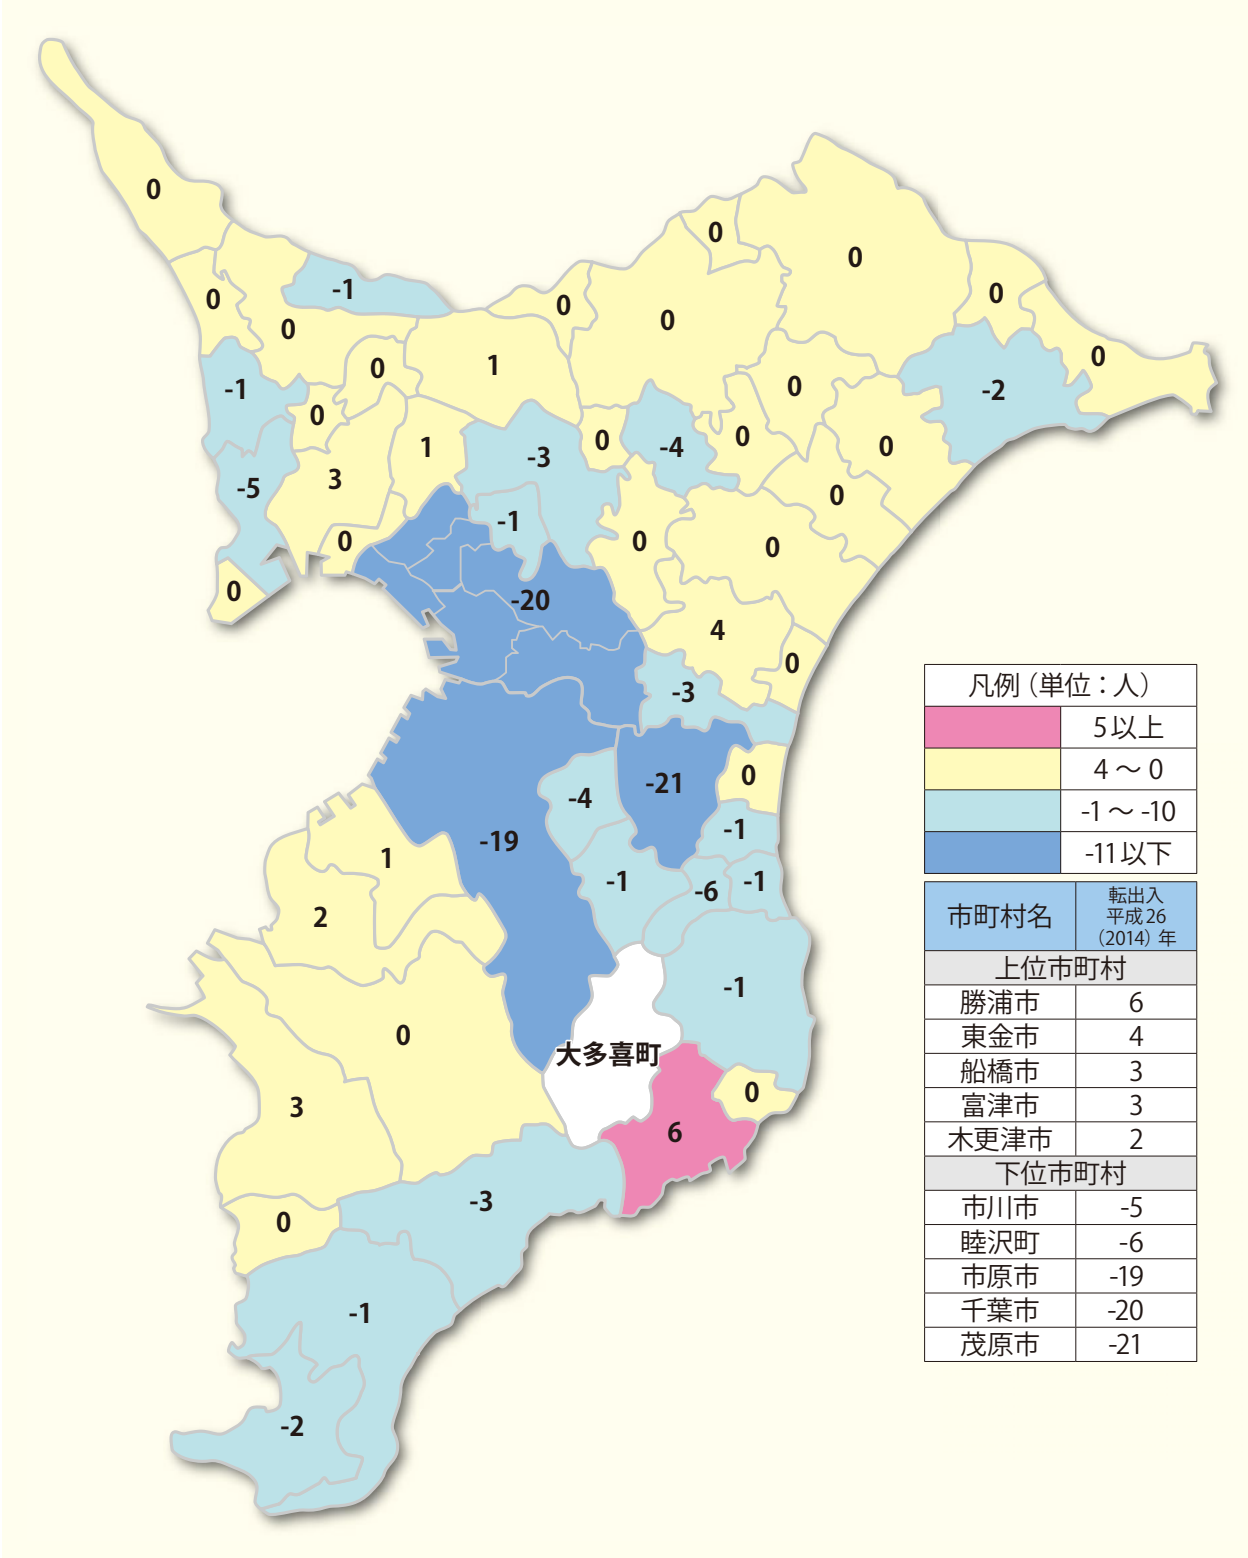 0
0
0
0
-1
0
0
0
0
0
1
0
-1
0
0
-2
0
1
-3
0
-4
0
0
-5
3
0
-1
0
0
0
0
-20
4
0
-3
-21
0
-4
-19
-1
1
-1
-6
-1
2
-1
0
大多喜町
3
0
6
-3
0
-1
-2
凡例（単位：人）
5以上
4～0
-1～-10
-11以下
市町村名 転出入
平成26
（2014）年
上位市町村
勝浦市 6
東金市 4
船橋市 3
富津市 3
木更津市 2
下位市町村
市川市 -5
睦沢町 -6
市原市 -19
千葉市 -20
茂原市 -21